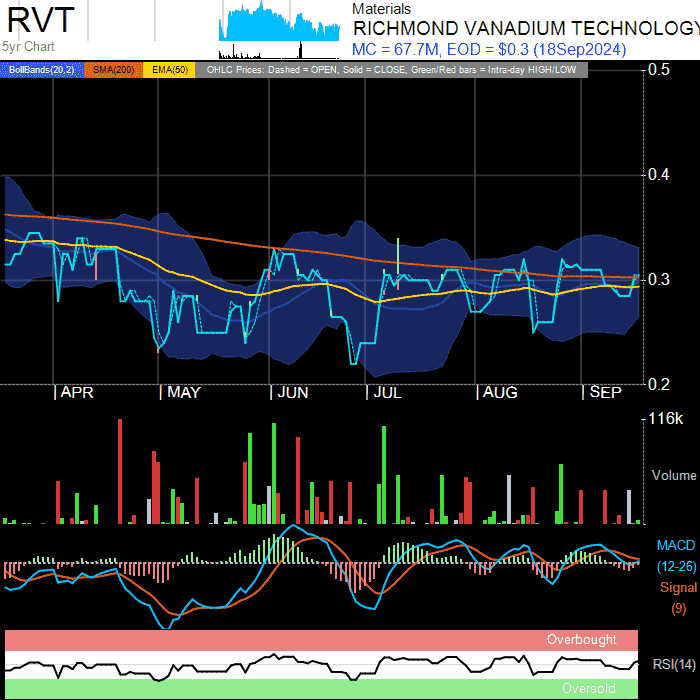 RVT
5yr Chart
Materials
RICHMOND VANADIUM TECHNOLOGY
MC = 67.7M, EOD = $0.3 (18Sep2024)
BollBands(20,2) SMA(200) EMA(50) OHLC Prices: Dashed = OPEN, Solid = CLOSE, Green/Red bars = Intra-day HIGH/LOW
0.5
0.4
0.3
0.2
APR MAY JUN JUL AUG SEP
116k
Volume
MACD
(12-26)
Signal
(9)
Overbought
RSI(14)
Oversold